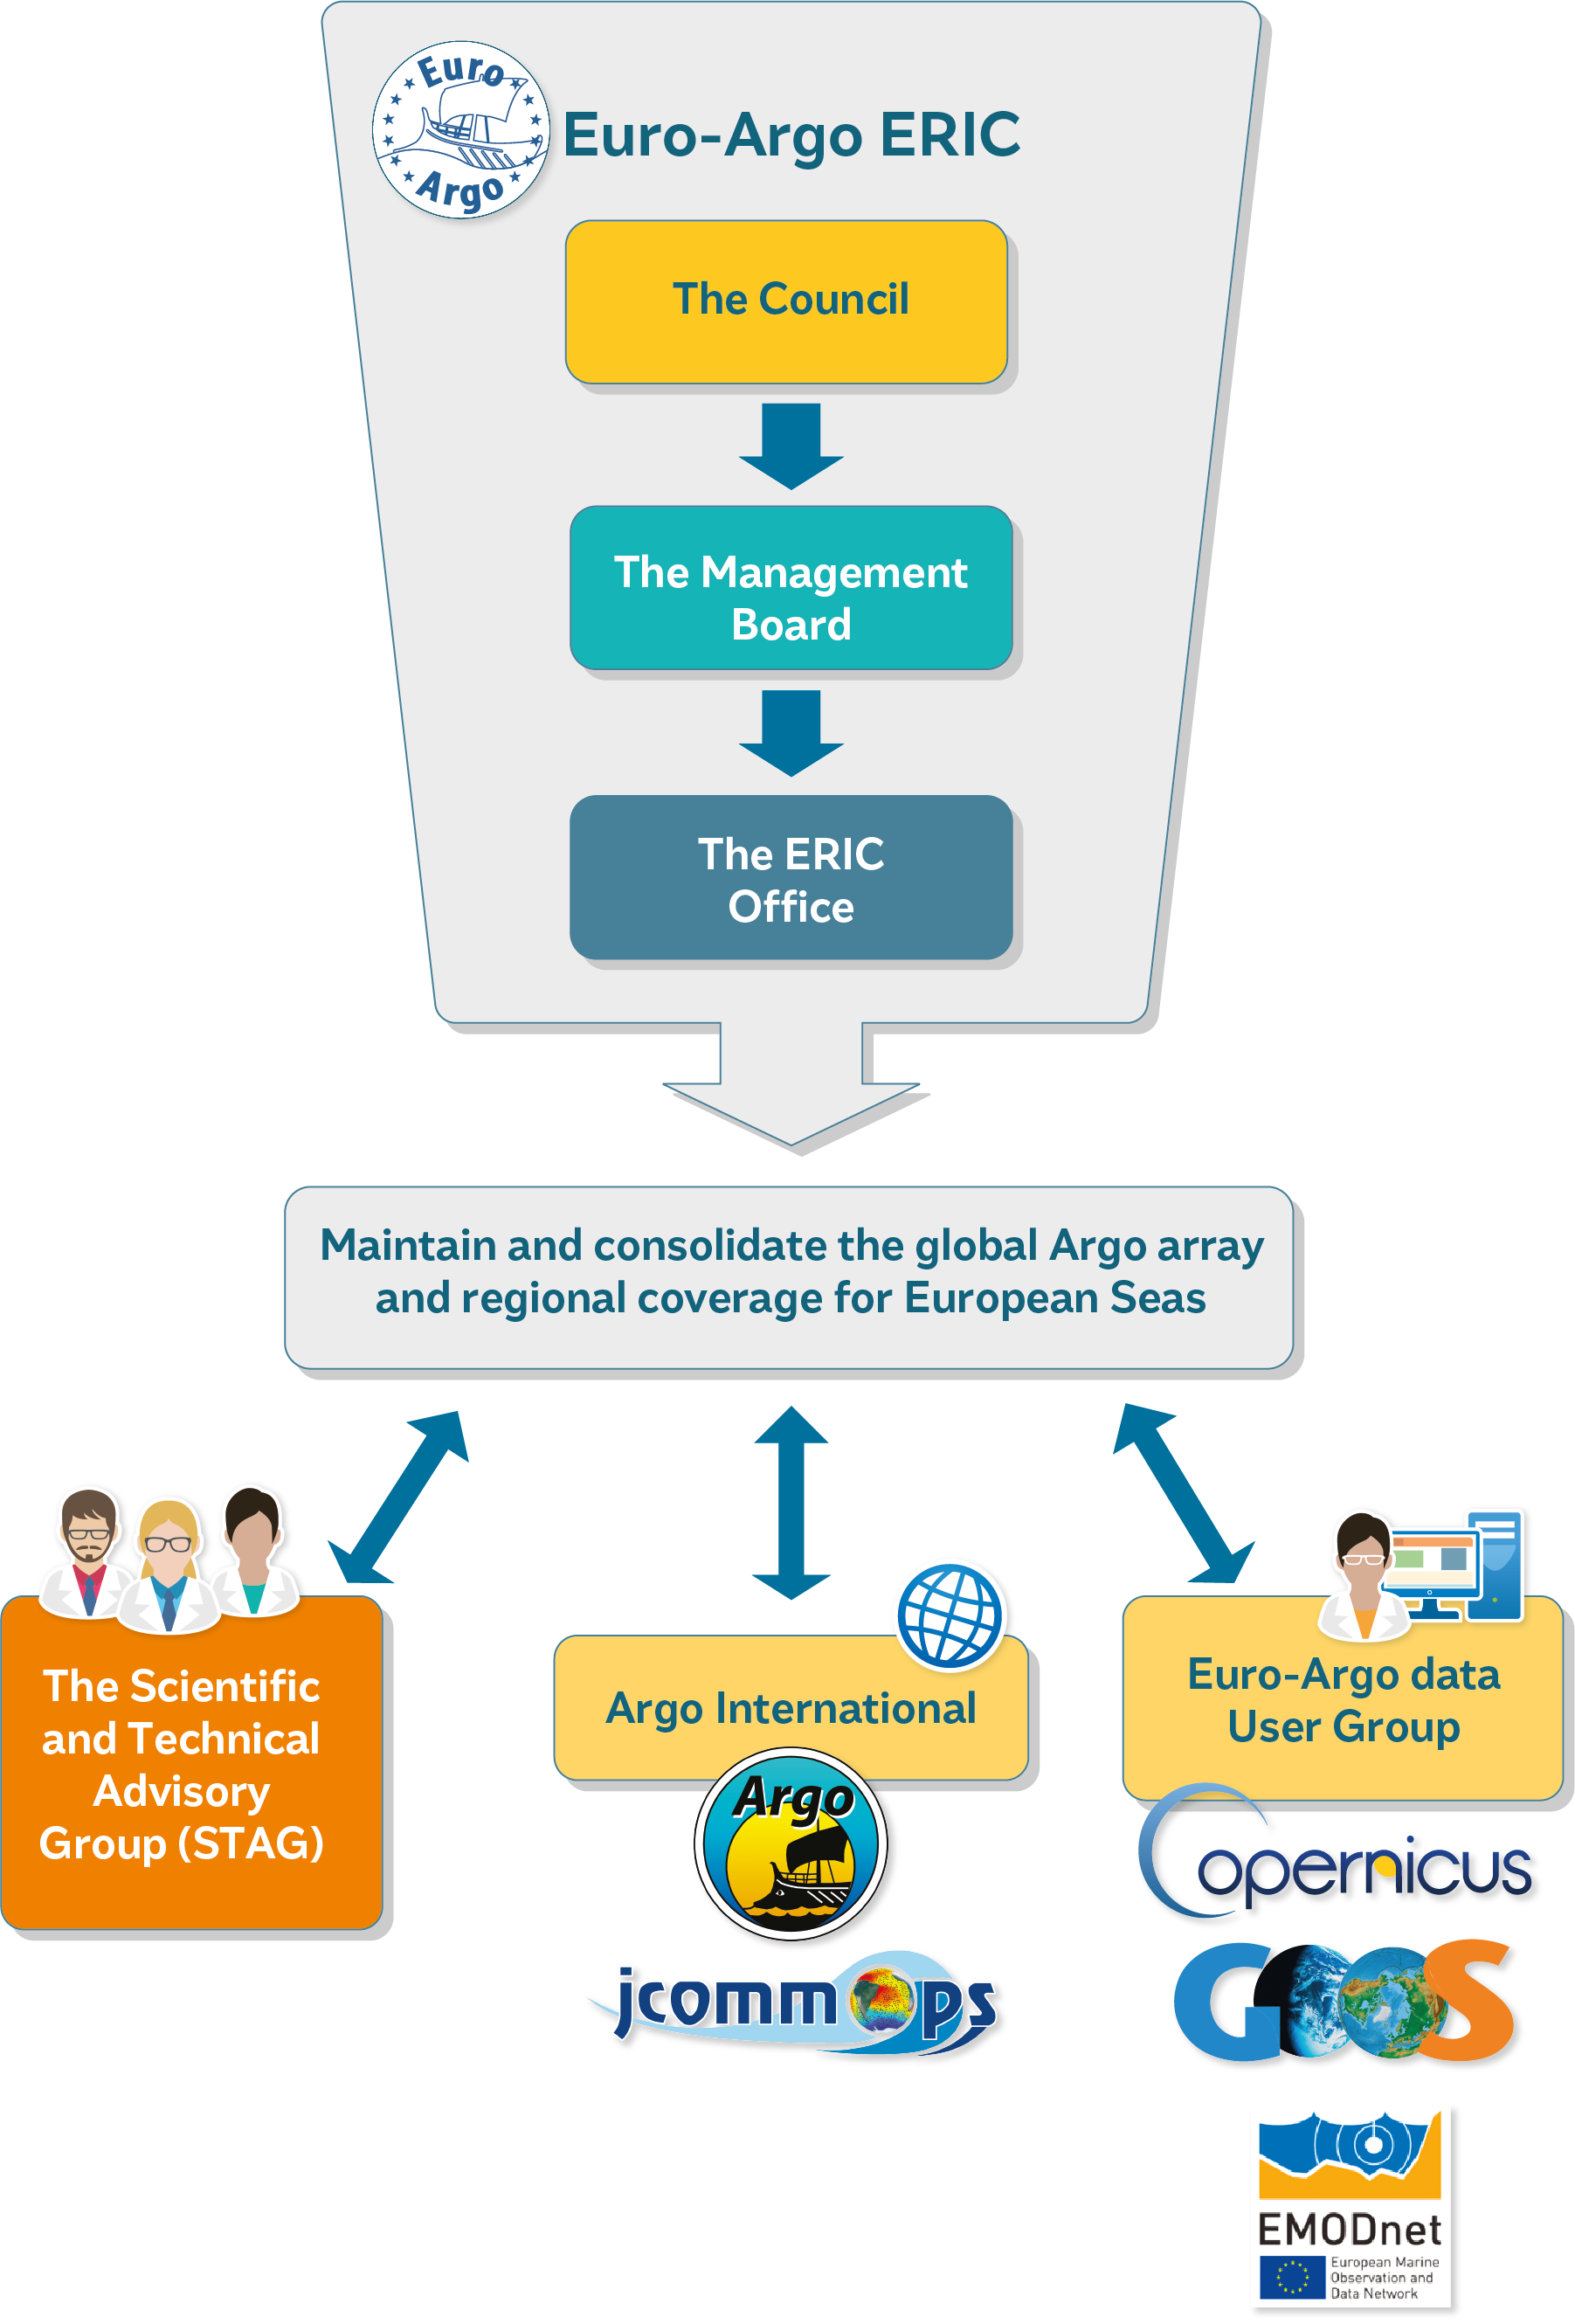 Euro
Argo
Euro-Argo ERIC
The Council
The Management
Board
The ERIC
Office
Maintain and consolidate the global Argo array
and regional coverage for European Seas
The Scientific
and Technical
Advisory
Group (STAG)
Argo International
Argo
jcommops
Euro-Argo data
User Group
Copernicus
GOOS
EMODnet
European Marine
Observation and
Data Network